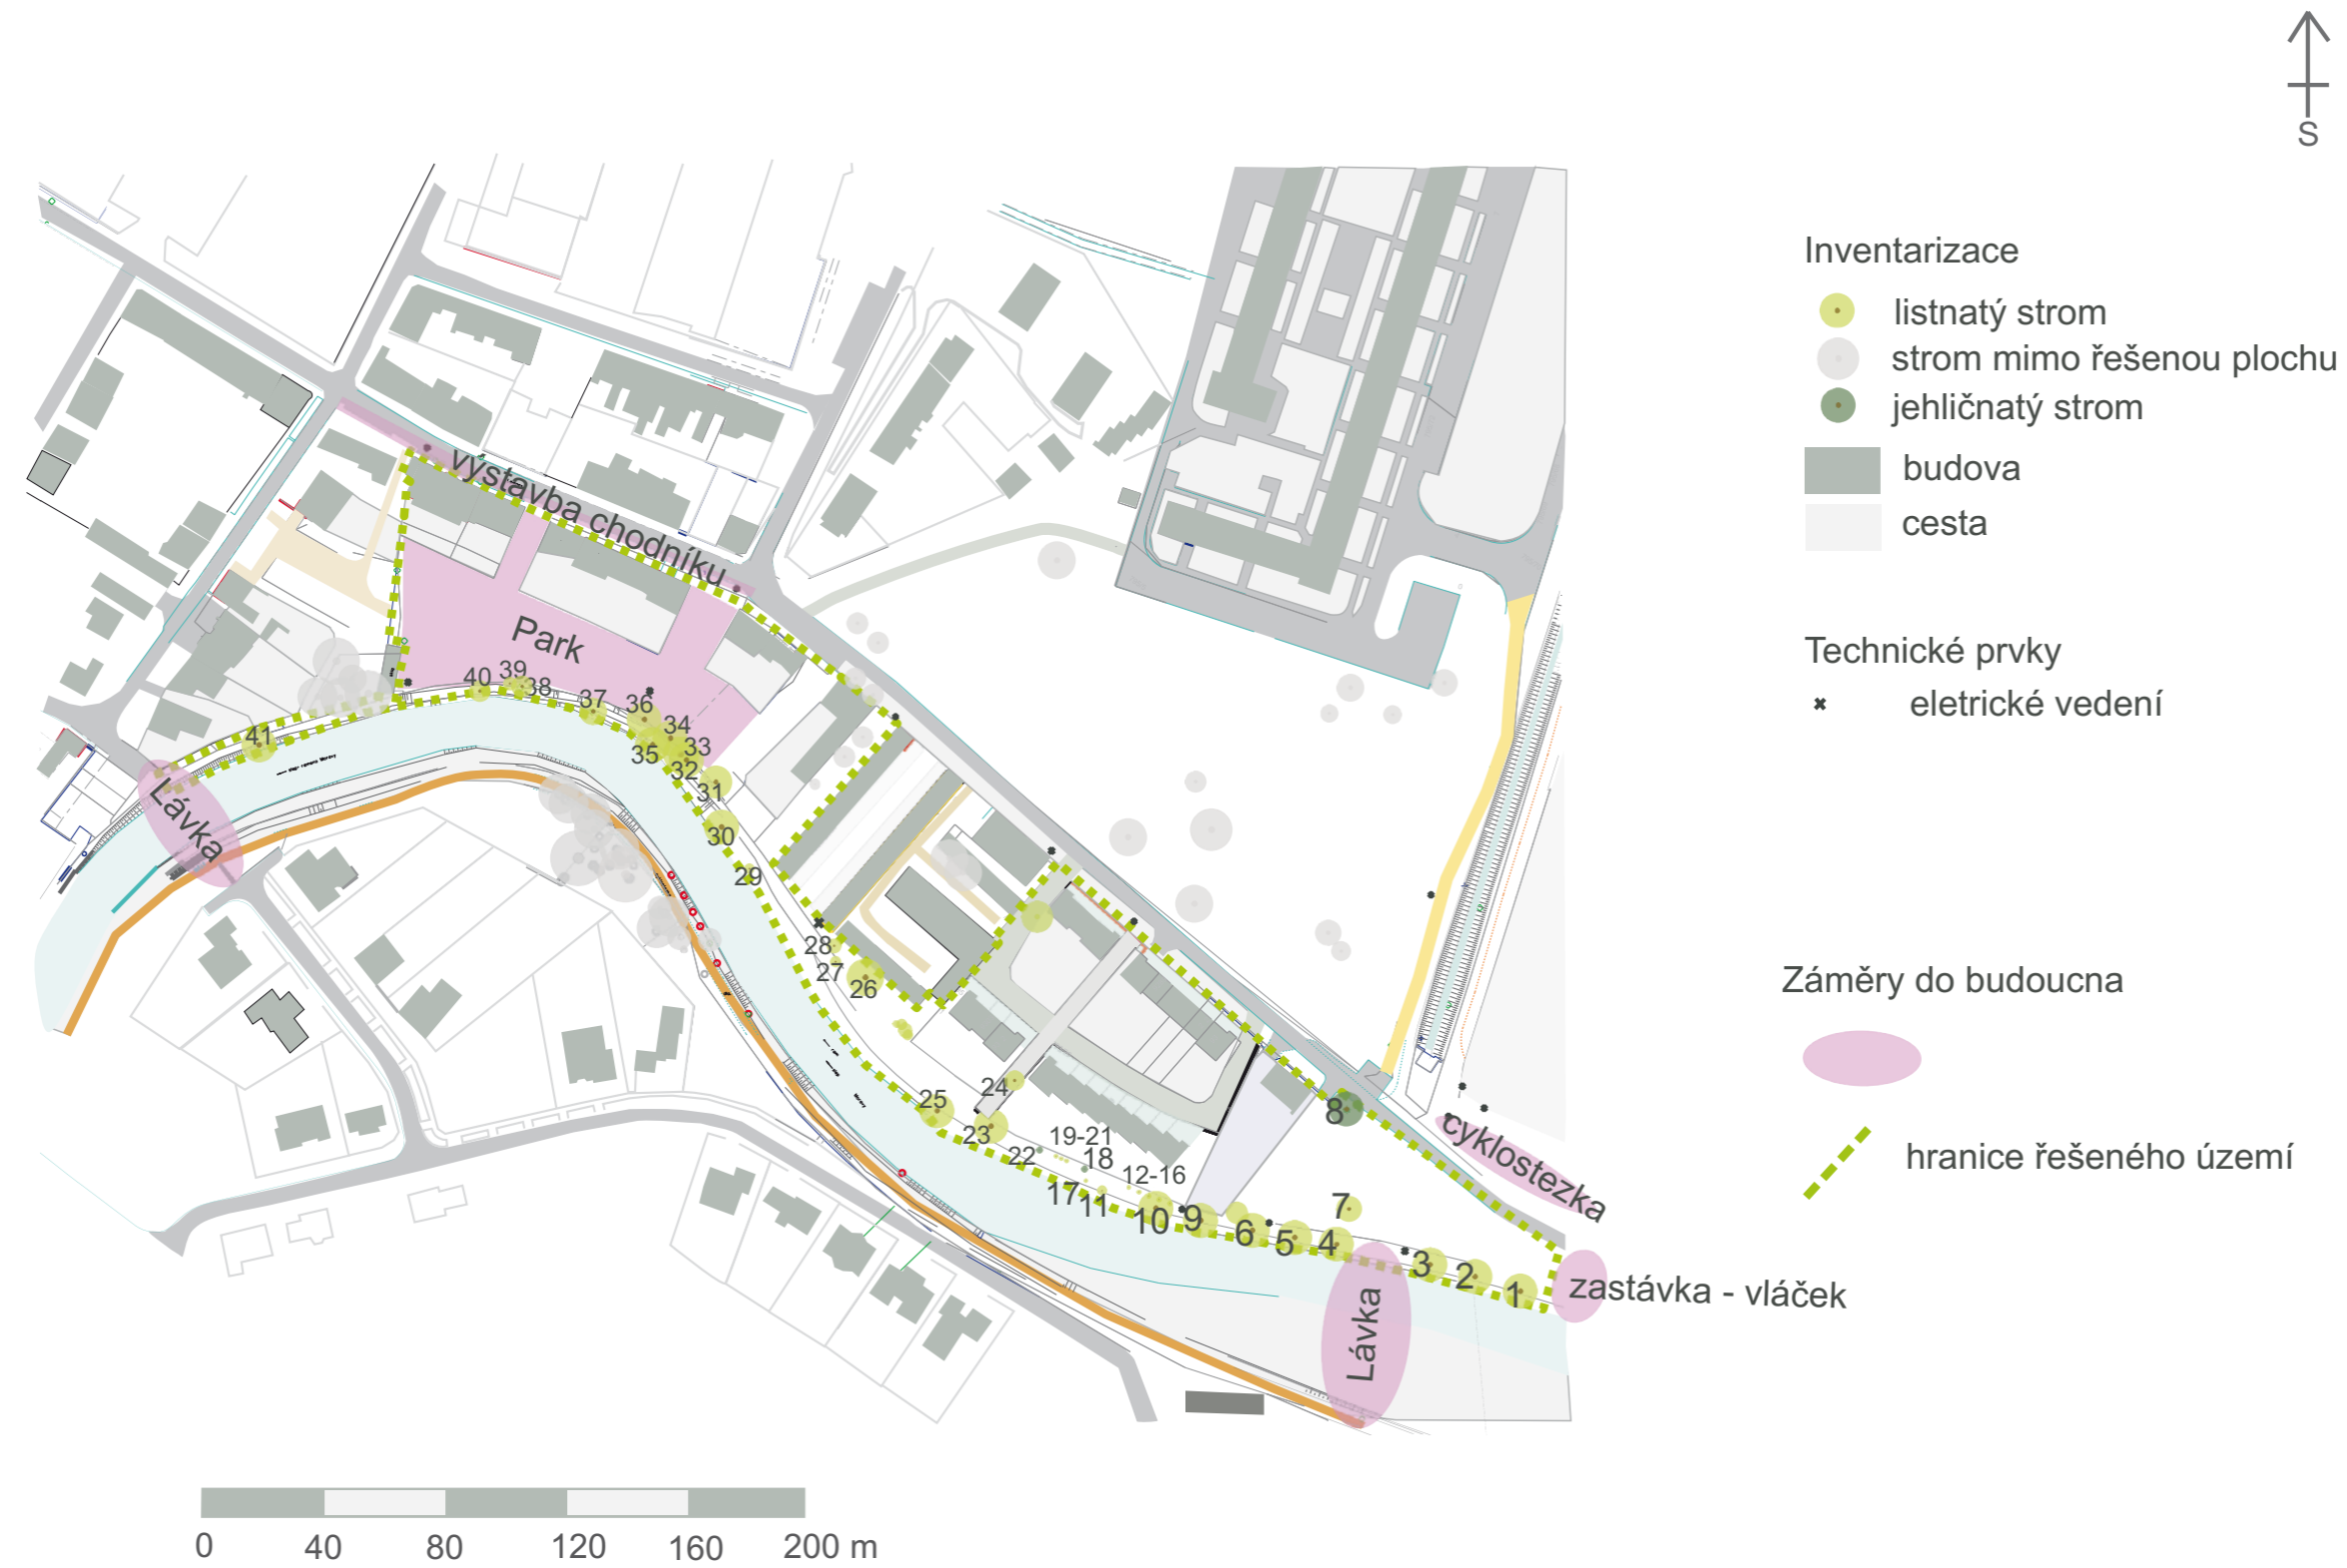 S
Inventarizace
listnatý strom
strom mimo řešenou plochu
jehličnatý strom
budova
cesta
Technické prvky
eletrické vedení
Záměry do budoucna
hranice řešeného území
výstavba chodníku
Park
40
39
38
37
36
34
35
33
32
31
41
Lávka
30
29
28
27
26
25
24
23
22
19-21
18
12-16
17
11
10
9
8
7
6
5
4
3
2
1
cyklostezka
zastávka - vláček
Lávka
0
40
80
120
160
200 m